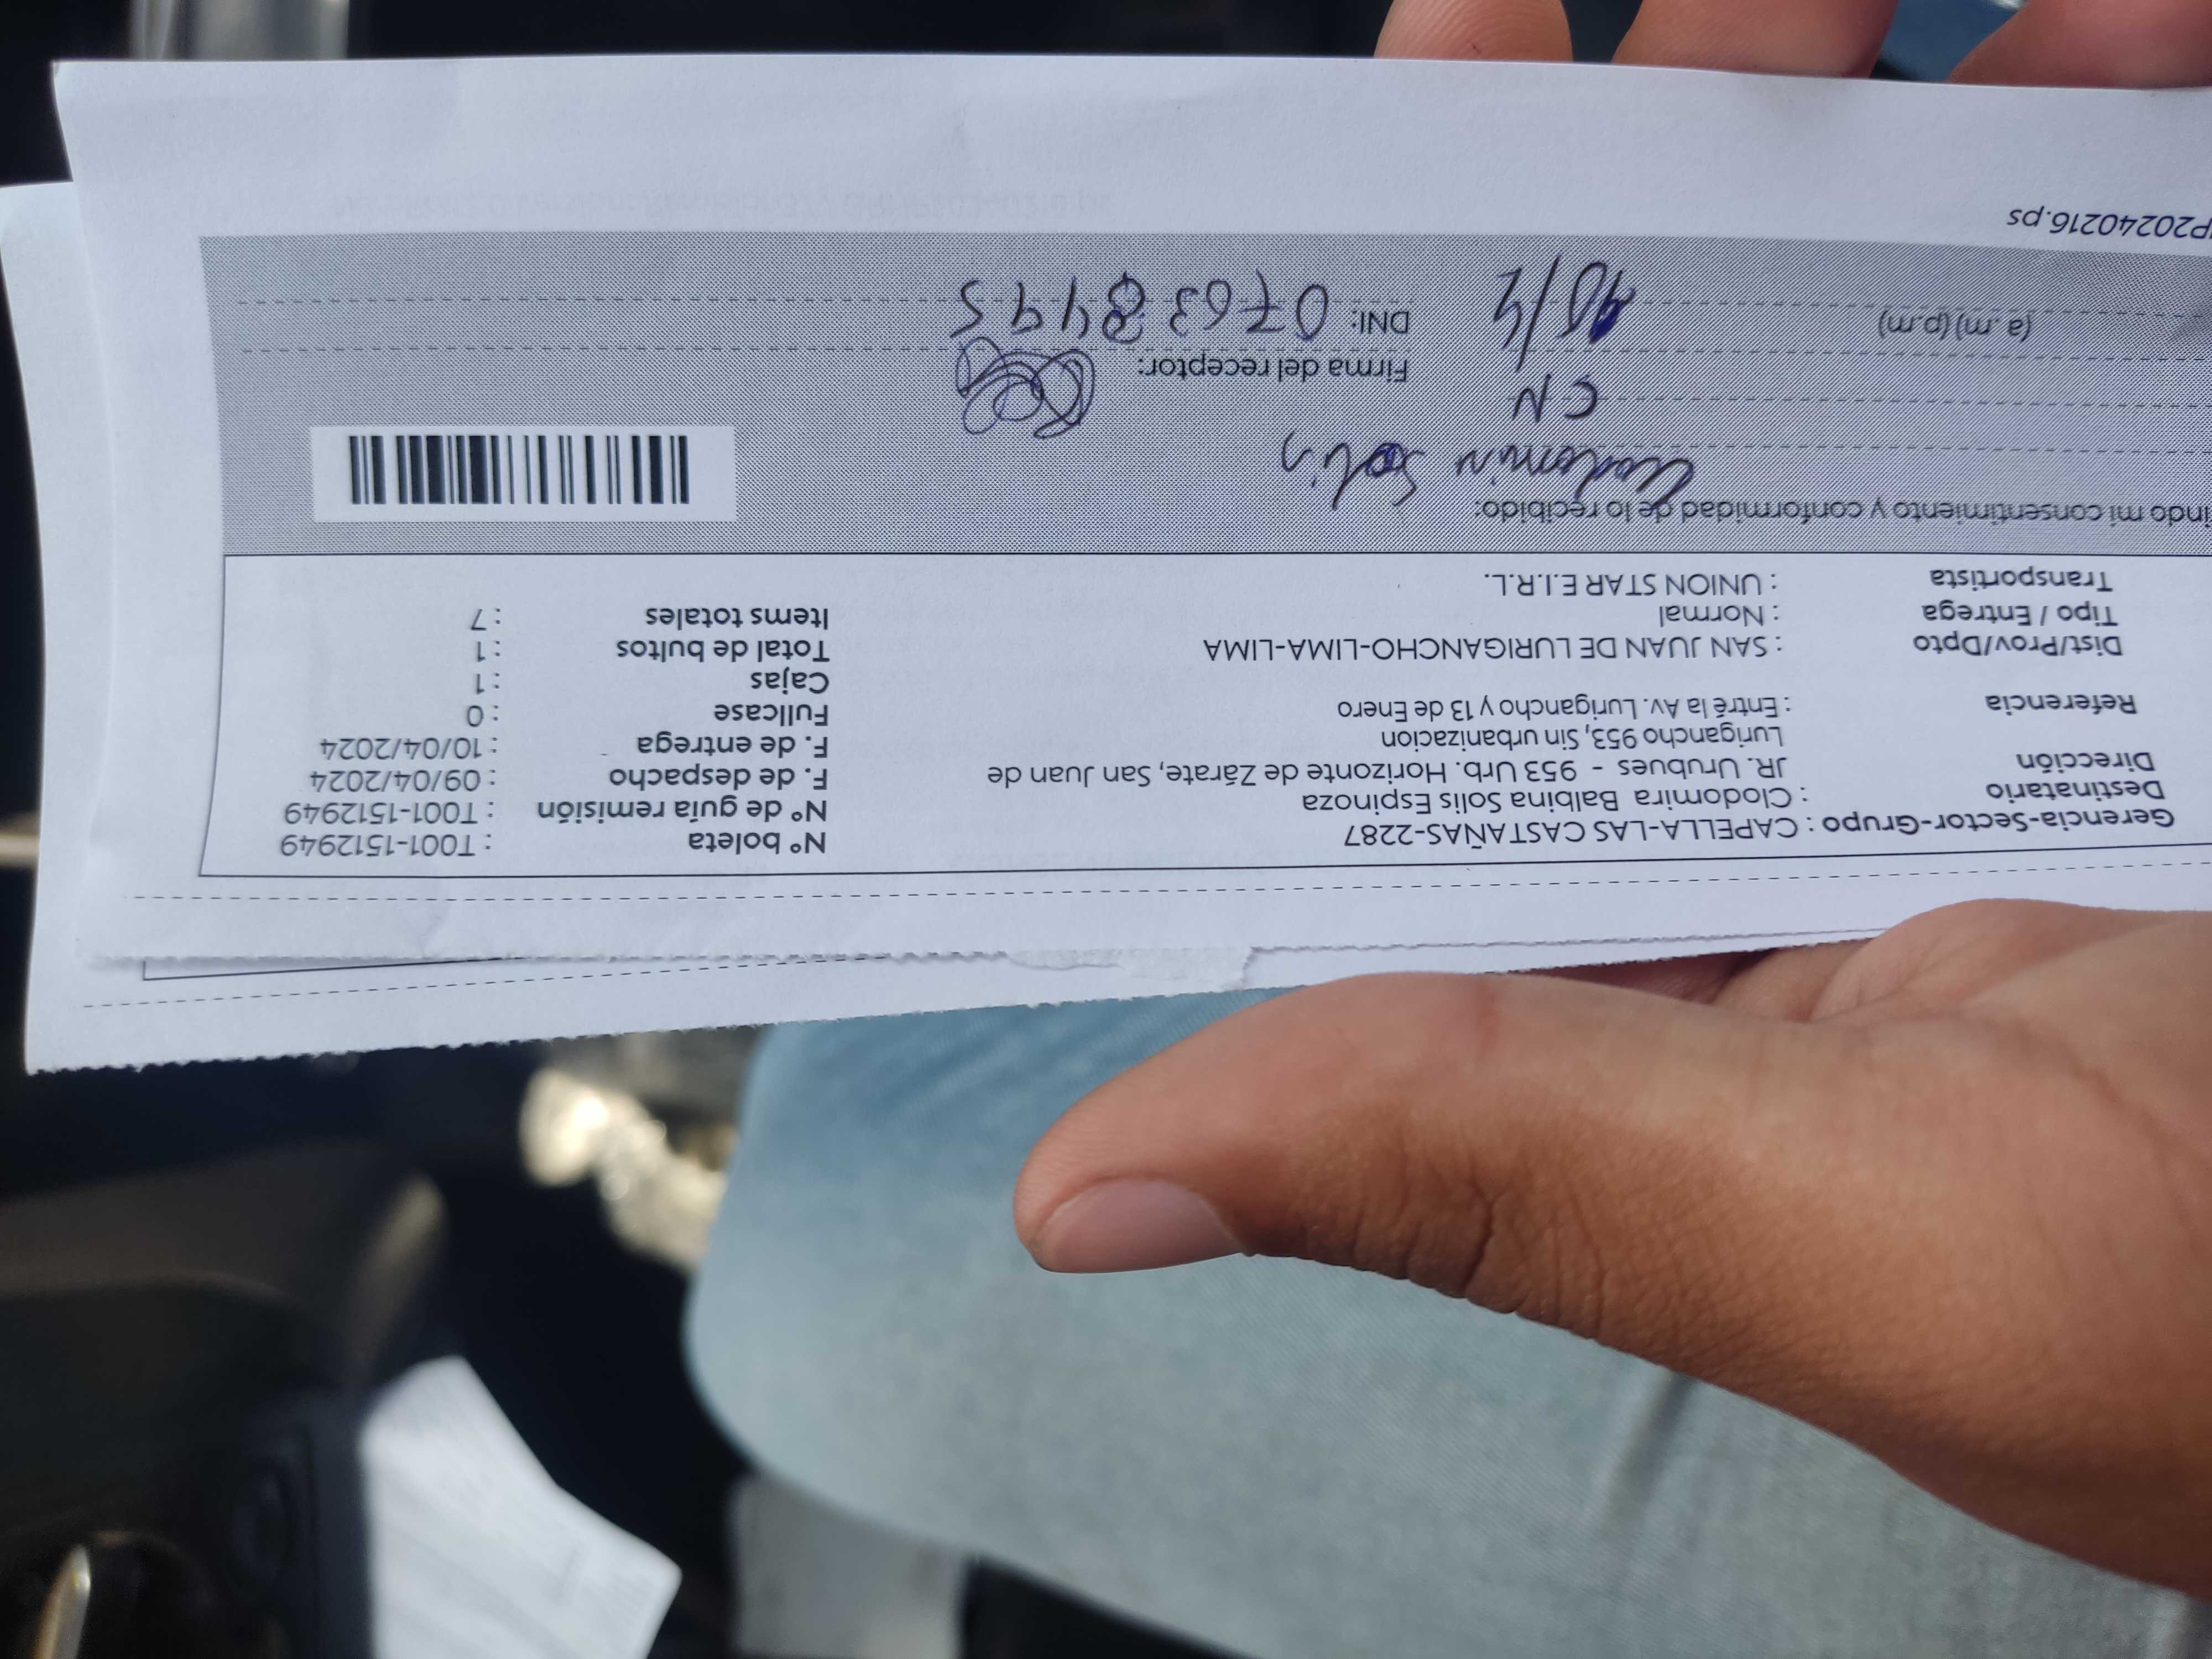 Gerencia-Sector-Grupo : CAPELLA-LAS CASTAÑAS-2287
Destinatario : Clodomira Balbina Solis Espinoza
Dirección JR. Urubues - 953 Urb. Horizonte de Zárate, San Juan de
Lurigancho 953, Sin urbanizacion
Referencia : Entré la Av. Lurigancho y 13 de Enero
Dist/Prov/Dpto : SAN JUAN DE LURIGANCHO-LIMA-LIMA
Tipo / Entrega : Normal
Transportista : UNION STAR E.I.R.L.
N° boleta : T001-1512949
N° de guía remisión : T001-1512949
F. de despacho : 09/04/2024
F. de entrega : 10/04/2024
Fullcase : 0
Cajas : 1
Total de bultos : 1
Items totales : 7
indo mi consentimiento y conformidad de lo recibido:
Solis
CN
Firma del receptor:
(a.m) (p.m) 10/4 DNI: 07638495
P20240216.ps